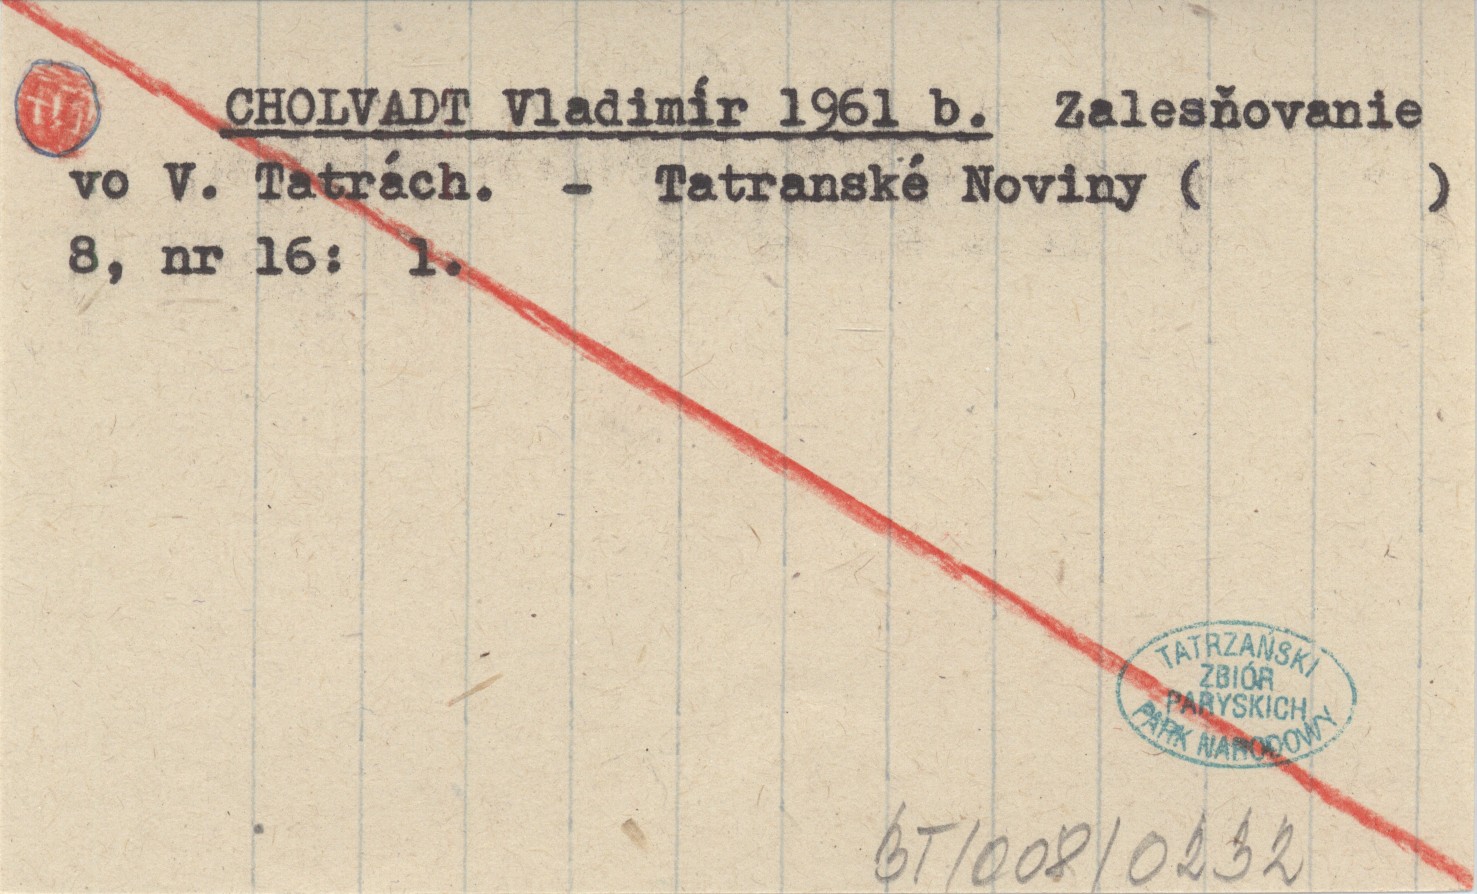 CHOLVADT Vladimír 1961 b. Zalesňovanie
vo V. Tatrách. - Tatranské Noviny ( )
8, nr 16: 1.
TATRZAŃSKI
ZBIÓR
PARYSKICH
PARK NARODOWY
BT/008/0232